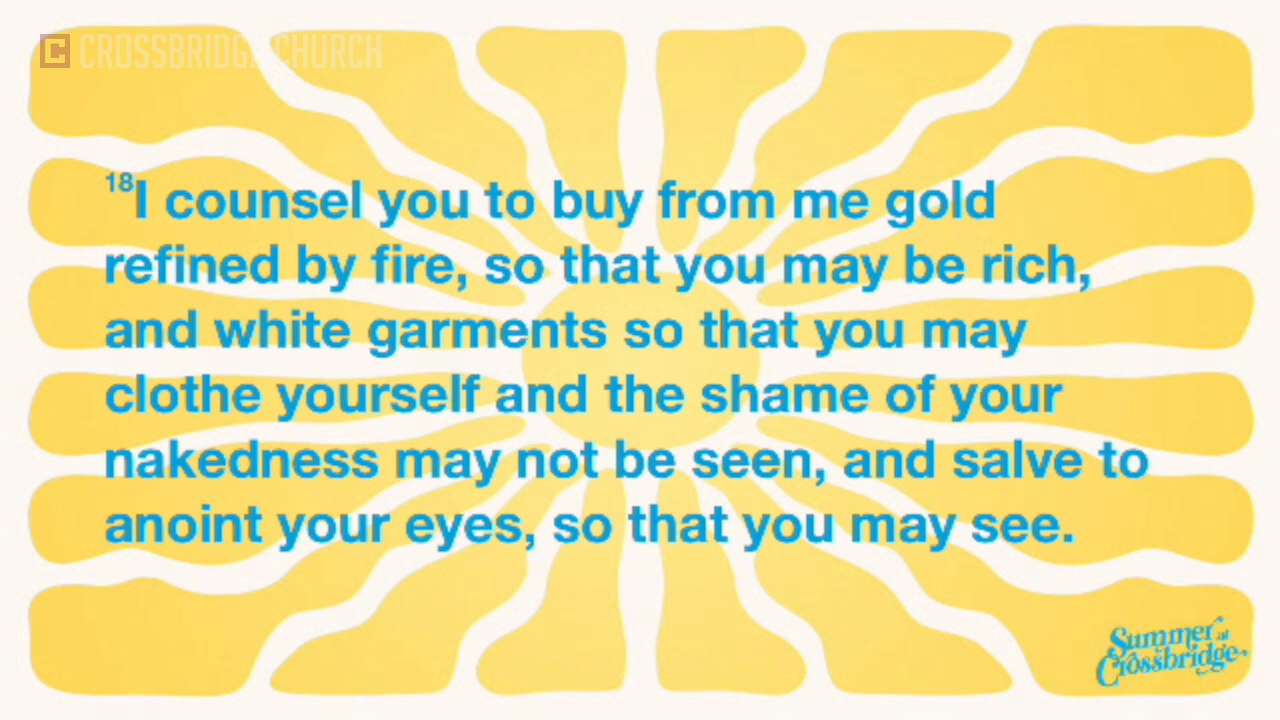 CROSSBRIDGE CHURCH
18I counsel you to buy from me gold
refined by fire, so that you may be rich,
and white garments so that you may
clothe yourself and the shame of your
nakedness may not be seen, and salve to
anoint your eyes, so that you may see.
Summer at
Crossbridge